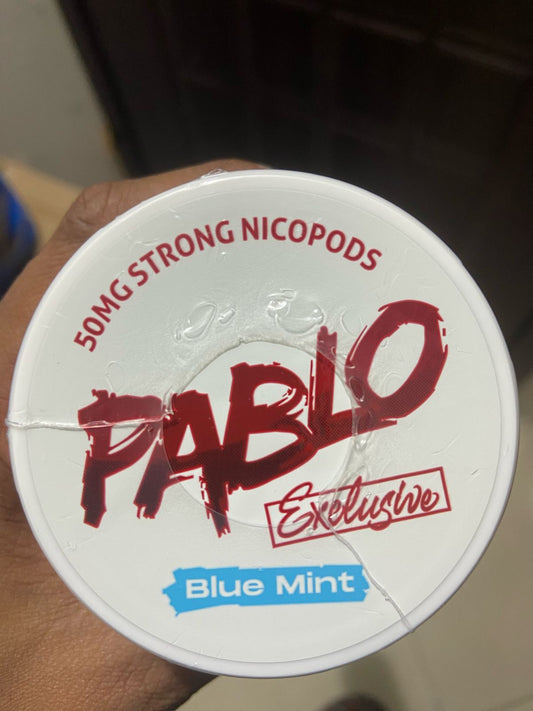 50MG STRONG NICOPODS
PABLO
Exclusive
Blue Mint